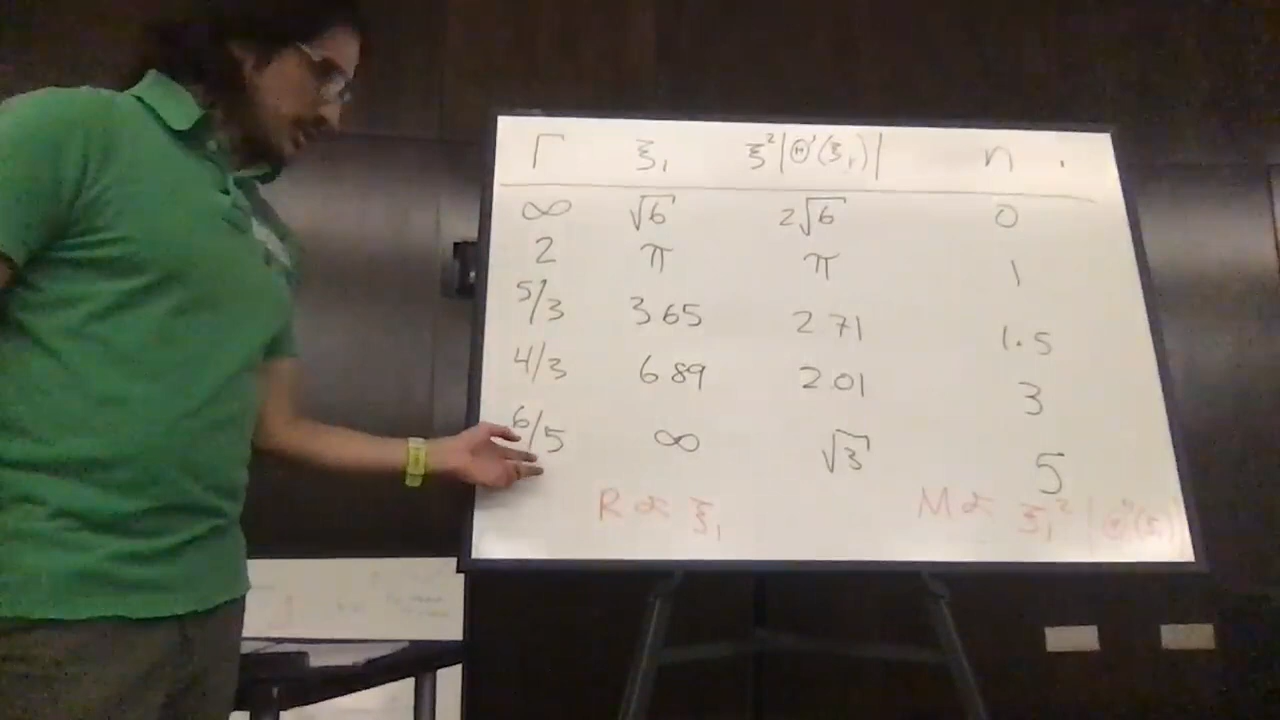 Γ ξ₁ ξ²|Θ'(ξ₁)| n
∞ √6 2√6 0
2 π π 1
5/3 3 65 2 71 1.5
4/3 6 89 2 01 3
6/5 ∞ √3 5
R ∝ ξ₁ M ∝ ξ₁² |Θ'(ξ₁)|